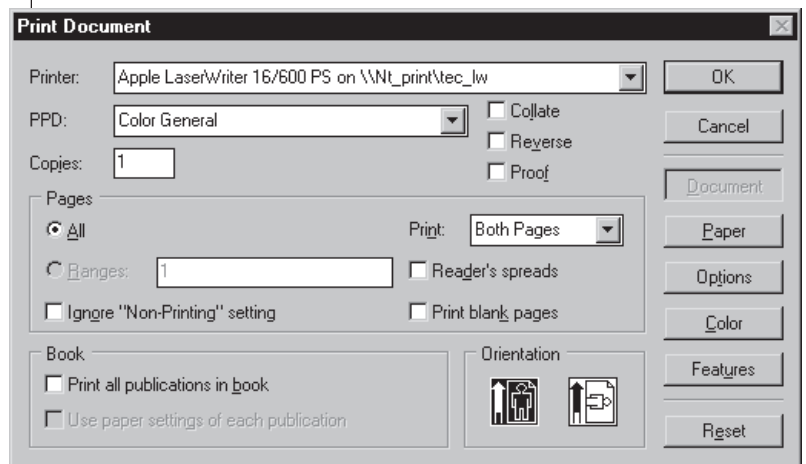 Print Document
Printer: Apple LaserWriter 16/600 PS on \\Nt_print\tec_lw OK
PPD: Color General Collate Cancel
Reverse
Copies: 1 Proof
Document
Pages
All Print: Both Pages Paper
Ranges: 1 Reader's spreads Options
Ignore "Non-Printing" setting Print blank pages
Color
Book Orientation
Print all publications in book Features
Use paper settings of each publication
Reset